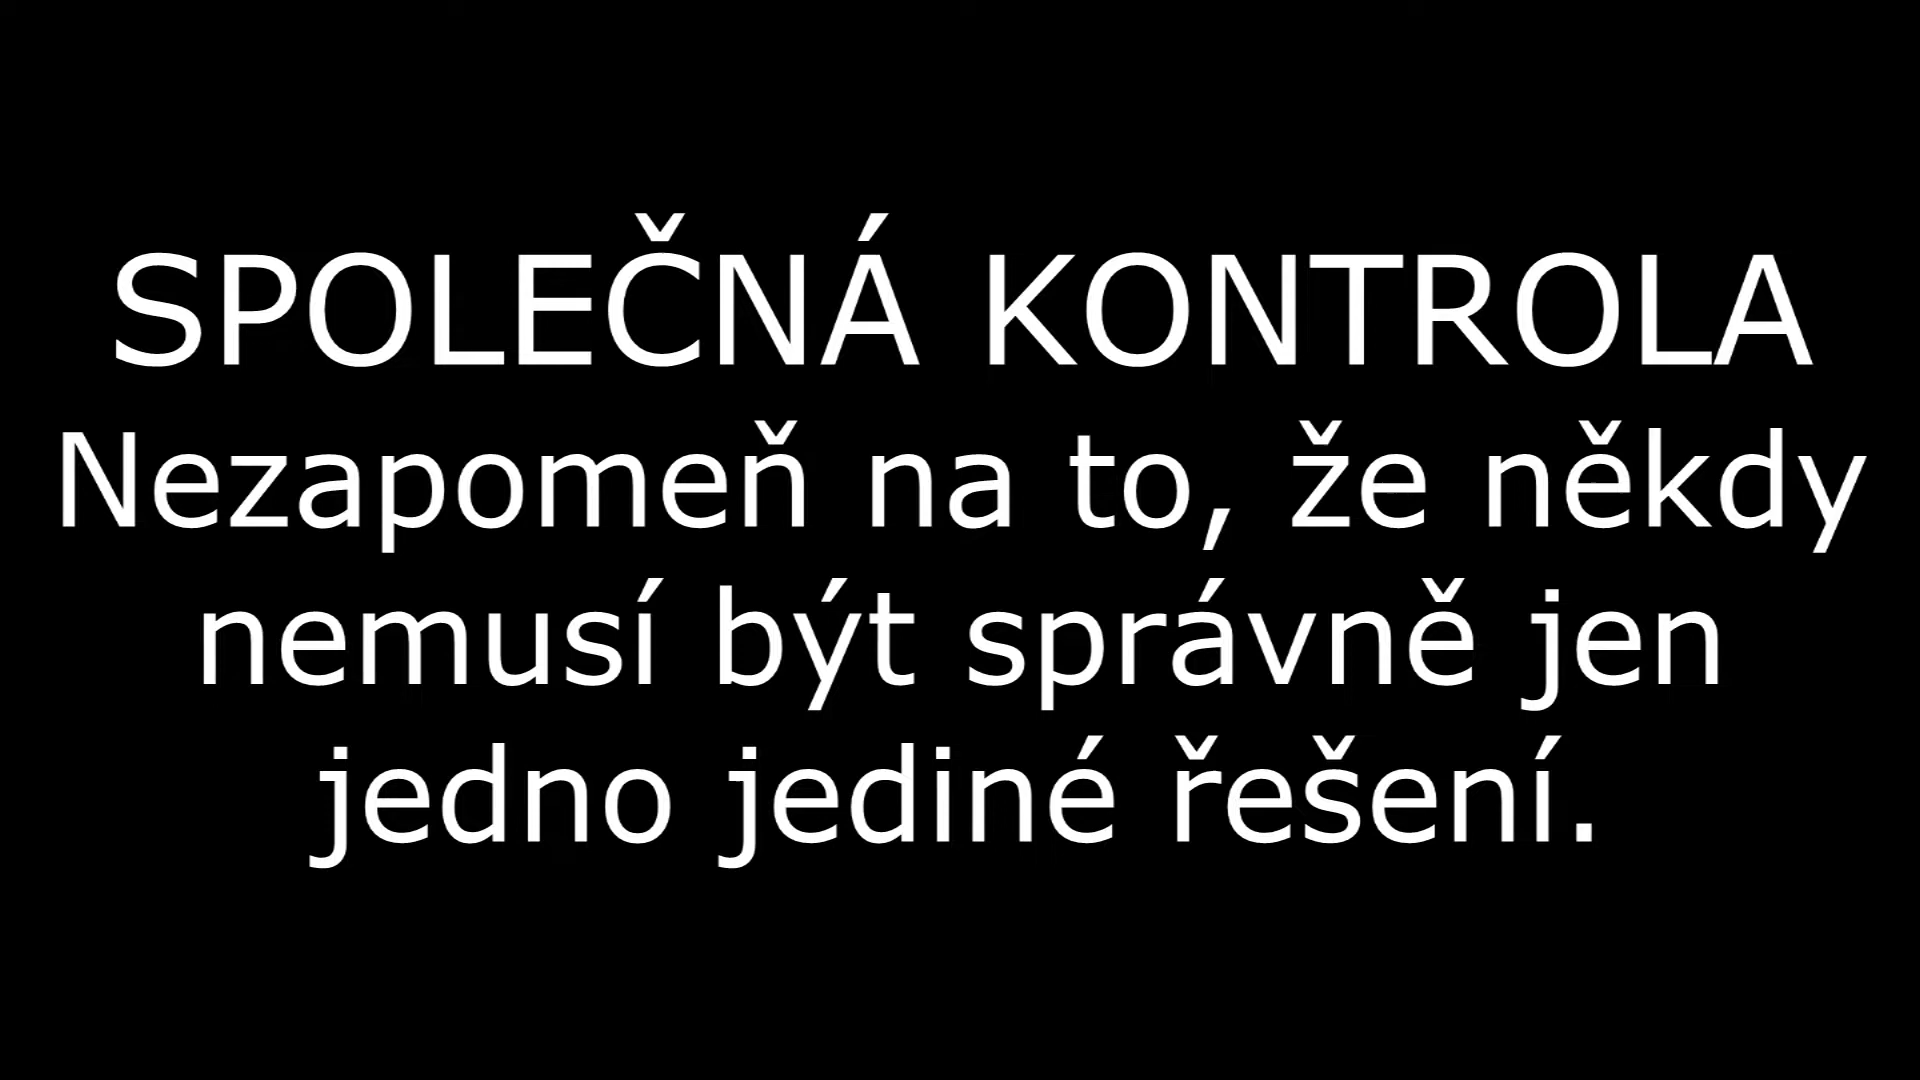 SPOLEČNÁ KONTROLA
Nezapomeň na to, že někdy
nemusí být správně jen
jedno jediné řešení.